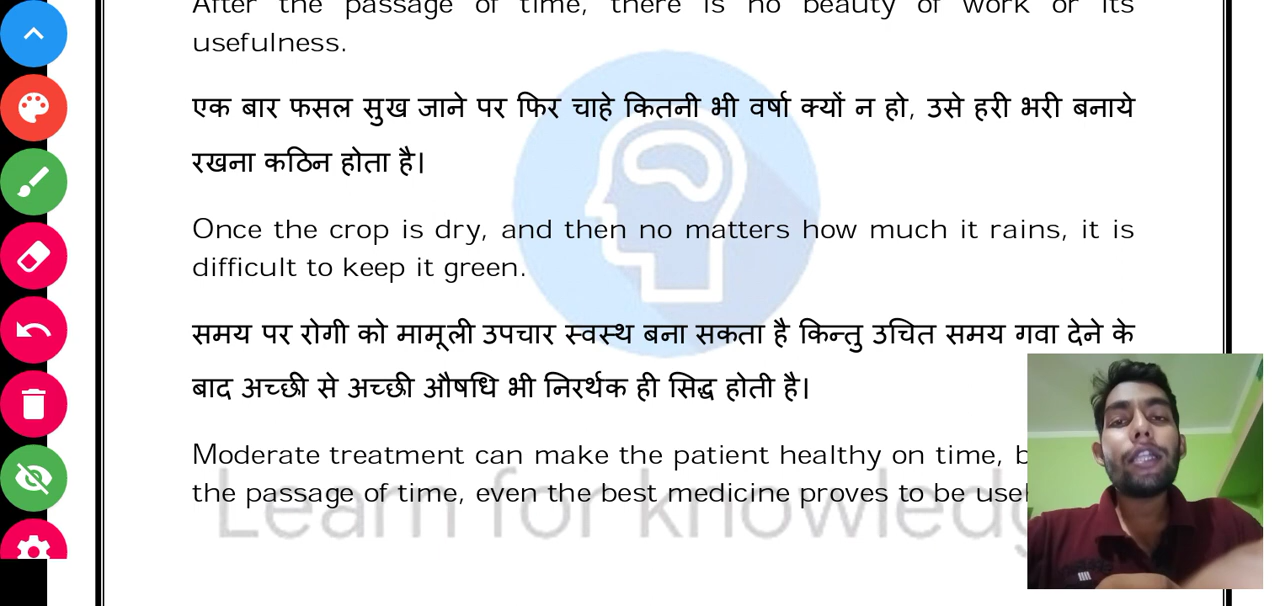 After the passage of time, there is no beauty of work or its
usefulness.
एक बार फसल सुख जाने पर फिर चाहे कितनी भी वर्षा क्यों न हो, उसे हरी भरी बनाये
रखना कठिन होता है।
Once the crop is dry, and then no matters how much it rains, it is
difficult to keep it green.
समय पर रोगी को मामूली उपचार स्वस्थ बना सकता है किन्तु उचित समय गवा देने के
बाद अच्छी से अच्छी औषधि भी निरर्थक ही सिद्ध होती है।
Moderate treatment can make the patient healthy on time,
the passage of time, even the best medicine proves to be
Learn for